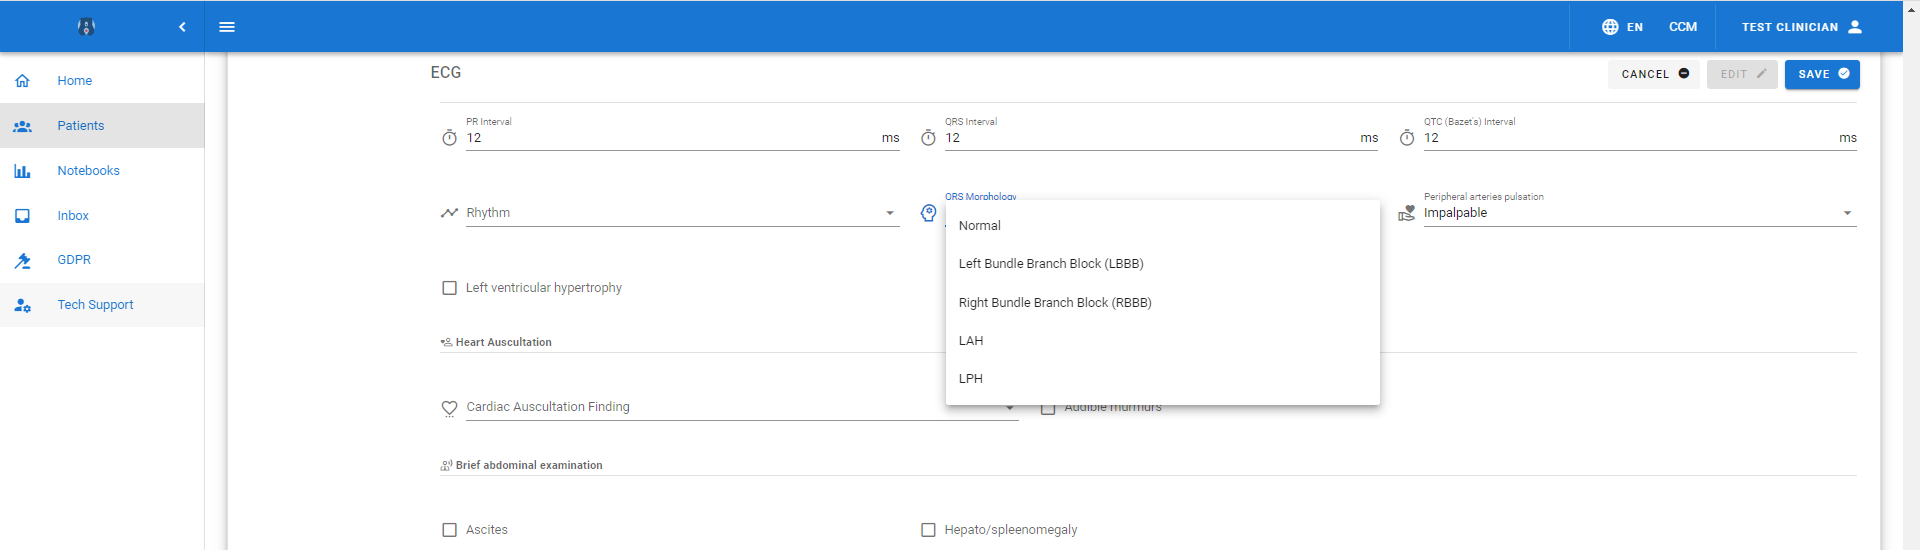 EN
CCM
TEST CLINICIAN
Home
Patients
Notebooks
Inbox
GDPR
Tech Support
ECG
CANCEL
EDIT
SAVE
PR Interval
12 ms
QRS Interval
12 ms
QTC (Bazet's) Interval
12 ms
Rhythm
QRS Morphology
Normal
Left Bundle Branch Block (LBBB)
Right Bundle Branch Block (RBBB)
LAH
LPH
Peripheral arteries pulsation
Impalpable
Left ventricular hypertrophy
Heart Auscultation
Cardiac Auscultation Finding
Audible murmurs
Brief abdominal examination
Ascites
Hepato/spleenomegaly